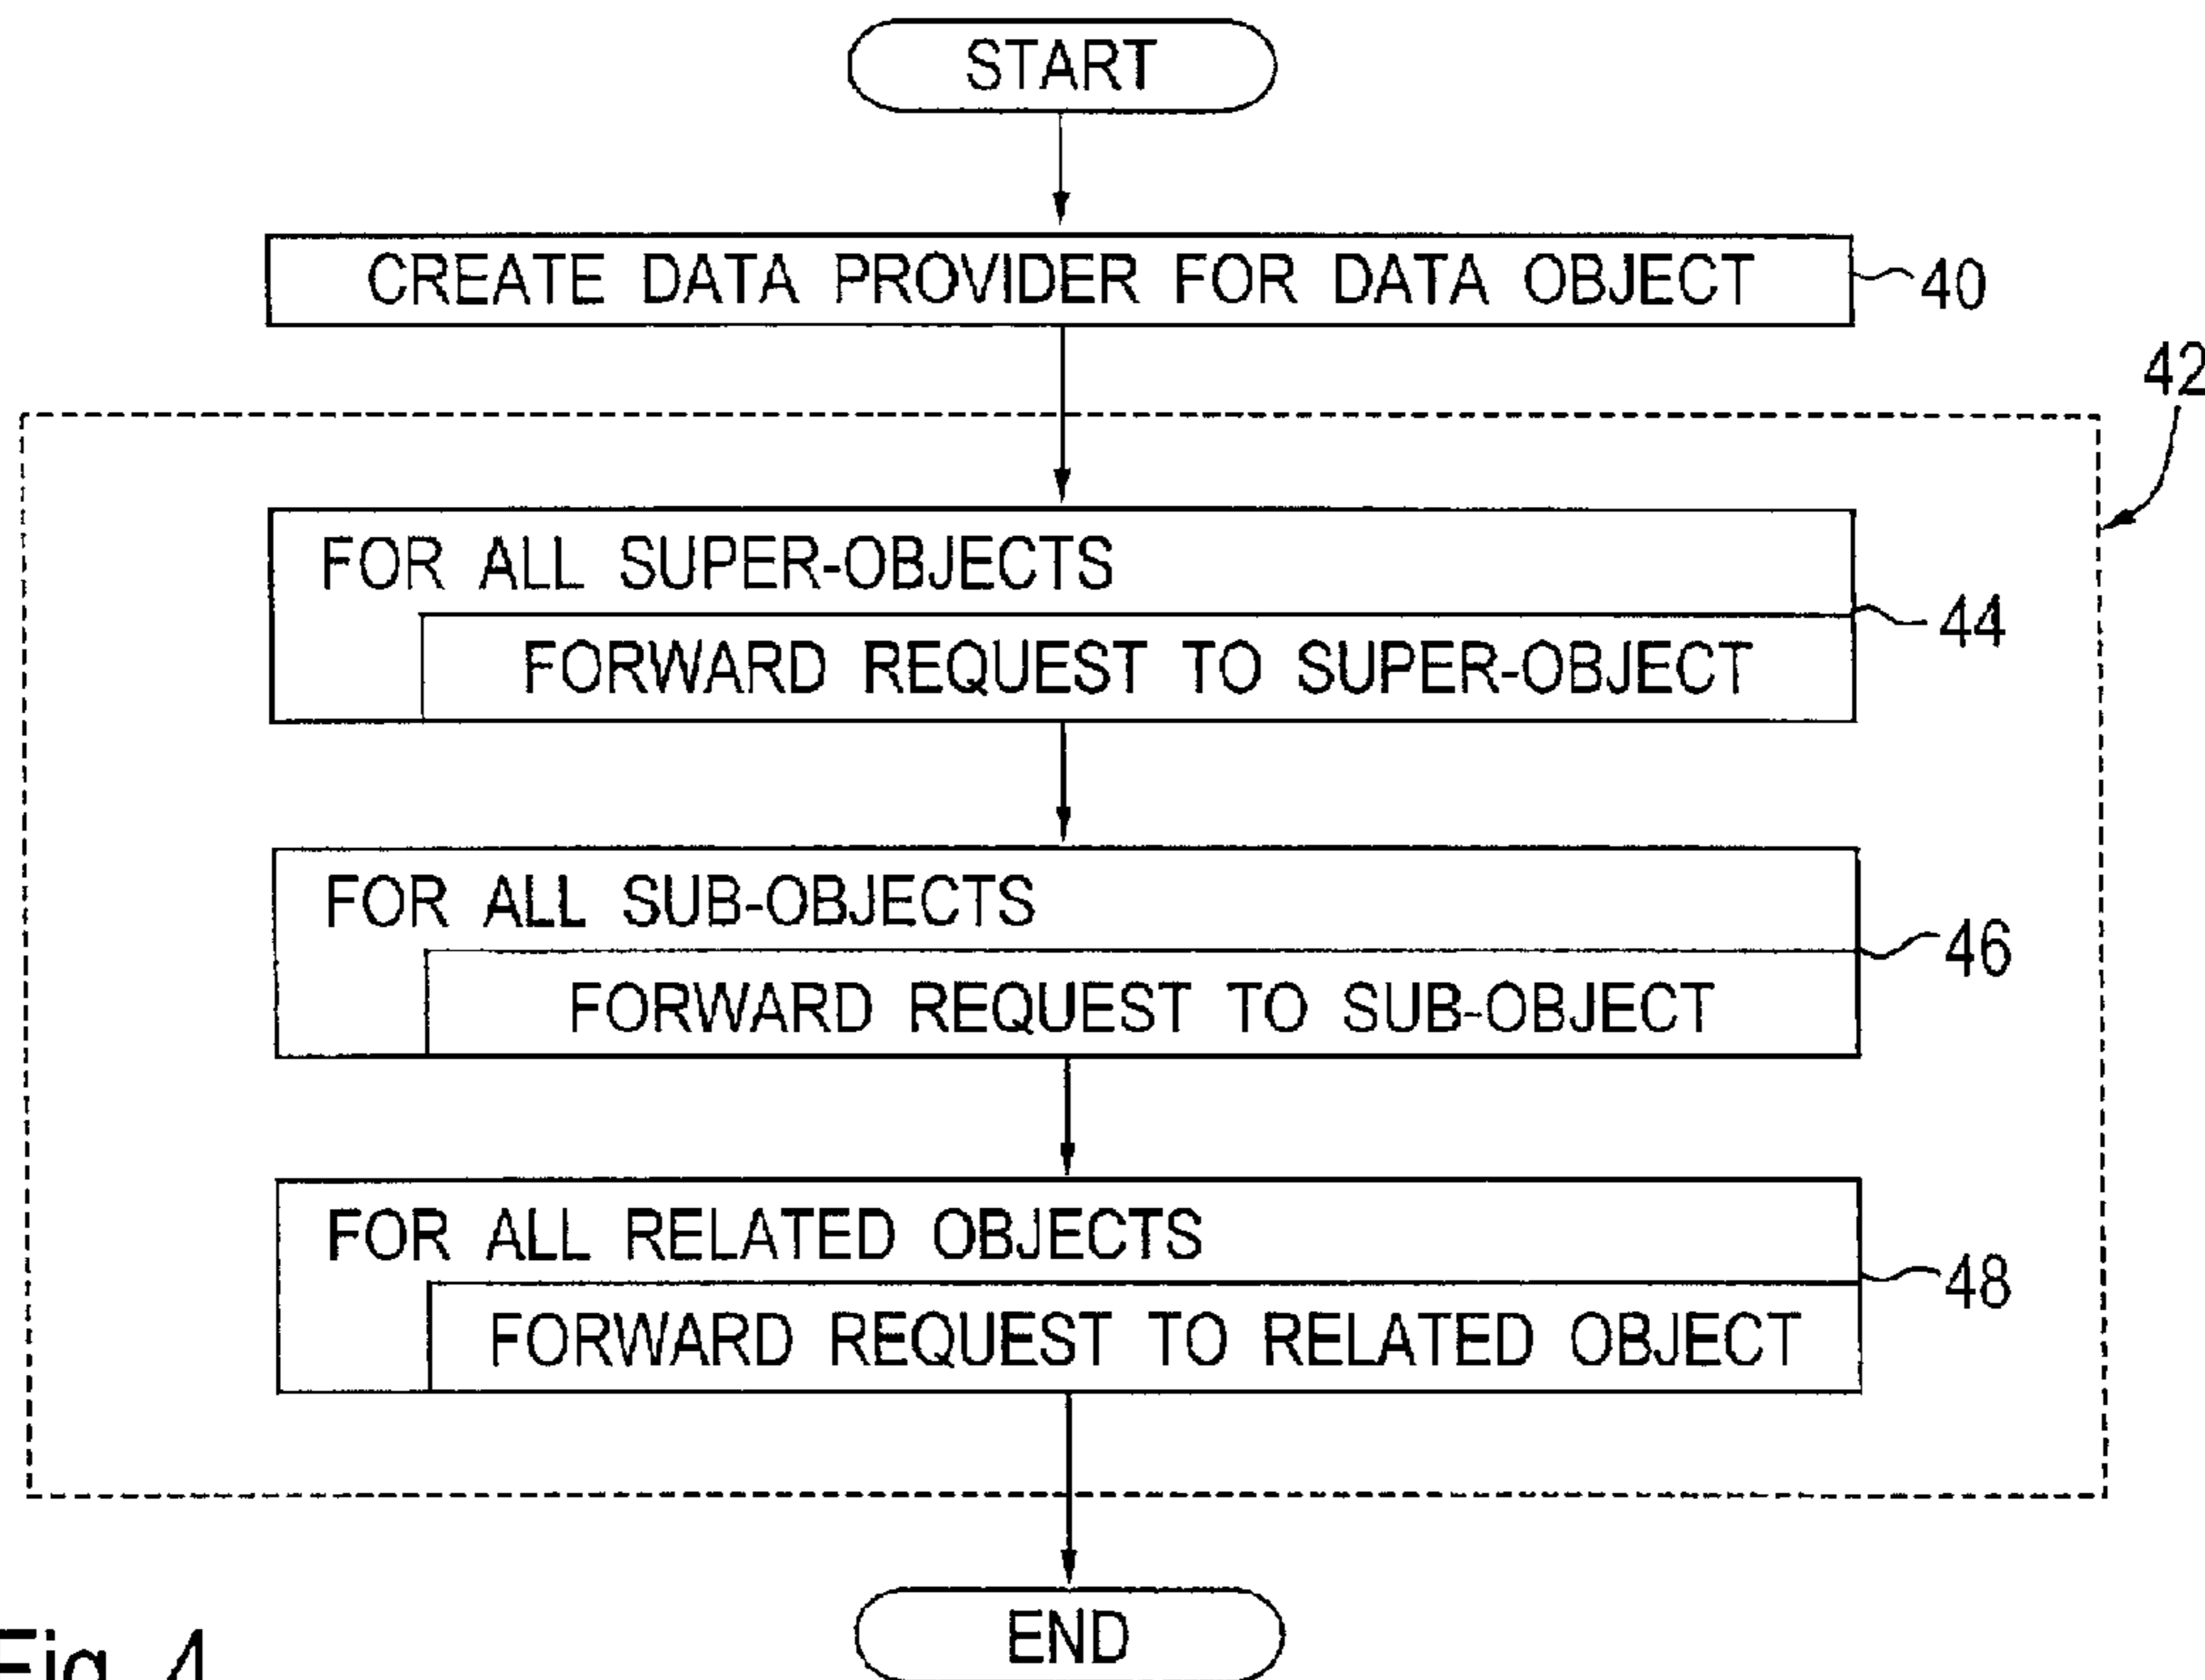 START
CREATE DATA PROVIDER FOR DATA OBJECT
40
42
FOR ALL SUPER-OBJECTS
FORWARD REQUEST TO SUPER-OBJECT
44
FOR ALL SUB-OBJECTS
FORWARD REQUEST TO SUB-OBJECT
46
FOR ALL RELATED OBJECTS
FORWARD REQUEST TO RELATED OBJECT
48
END
Fig. 4